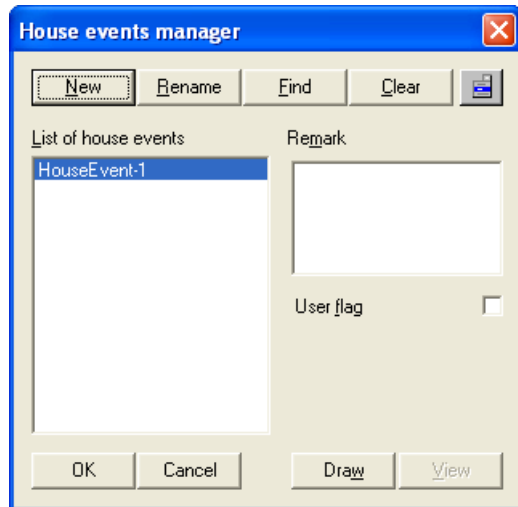 House events manager
New Rename Find Clear
List of house events Remark
HouseEvent-1
User flag
OK Cancel Draw View